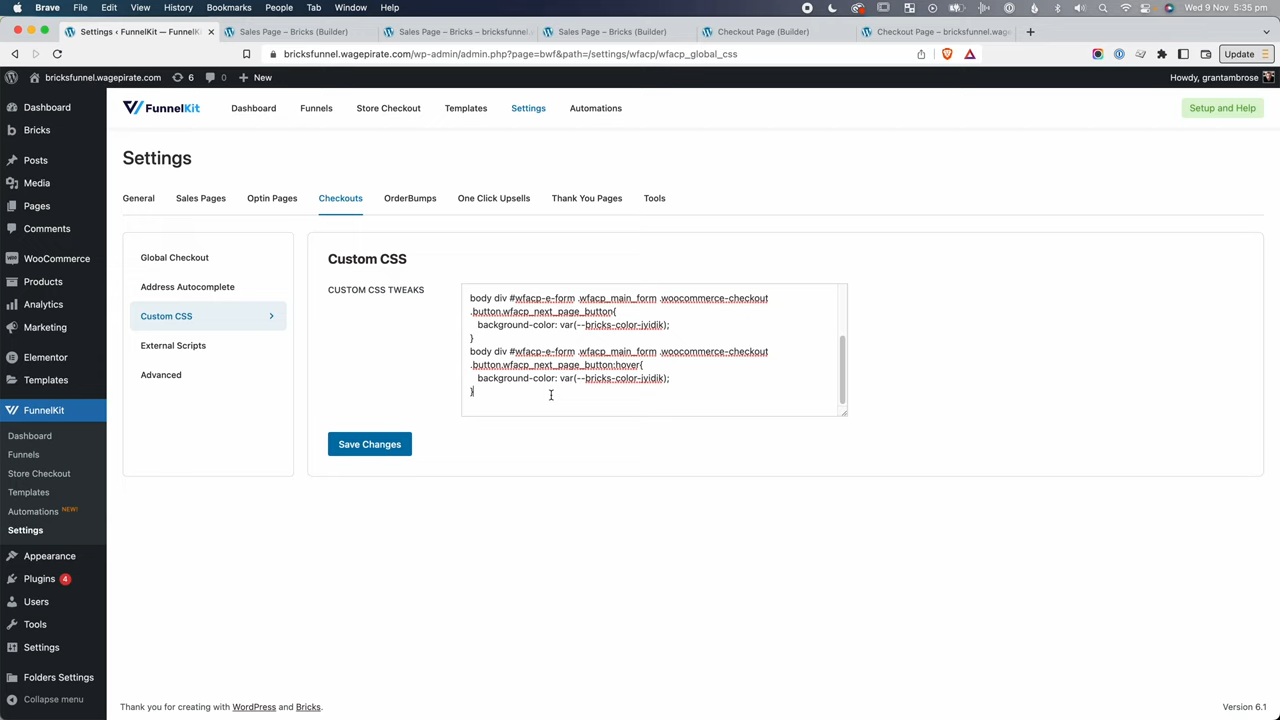 Brave File Edit View History Bookmarks People Tab Window Help
Wed 9 Nov 5:35 pm
Settings ‹ FunnelKit — FunnelKi
Sales Page - Bricks (Builder)
Sales Page – Bricks – bricksfunnel.
Sales Page – Bricks (Builder)
Checkout Page (Builder)
Checkout Page – bricksfunnel.wage
bricksfunnel.wagepirate.com/wp-admin/admin.php?page=bwf&path=/settings/wfacp/wfacp_global_css
Update
bricksfunnel.wagepirate.com 6 0 + New
Howdy, grantambrose
Dashboard
Bricks
Posts
Media
Pages
Comments
WooCommerce
Products
Analytics
Marketing
Elementor
Templates
FunnelKit
Dashboard
Funnels
Store Checkout
Templates
Automations NEW!
Settings
Appearance
Plugins 4
Users
Tools
Settings
Folders Settings
Collapse menu
FunnelKit
Dashboard Funnels Store Checkout Templates Settings Automations
Setup and Help
Settings
General Sales Pages Optin Pages Checkouts OrderBumps One Click Upsells Thank You Pages Tools
Global Checkout
Address Autocomplete
Custom CSS
External Scripts
Advanced
Custom CSS
CUSTOM CSS TWEAKS
body div #wfacp-e-form .wfacp_main_form .woocommerce-checkout
.button.wfacp_next_page_button{
background-color: var(--bricks-color-jyidik);
}
body div #wfacp-e-form .wfacp_main_form .woocommerce-checkout
.button.wfacp_next_page_button:hover{
background-color: var(--bricks-color-jyidik);
}
Save Changes
Thank you for creating with WordPress and Bricks.
Version 6.1